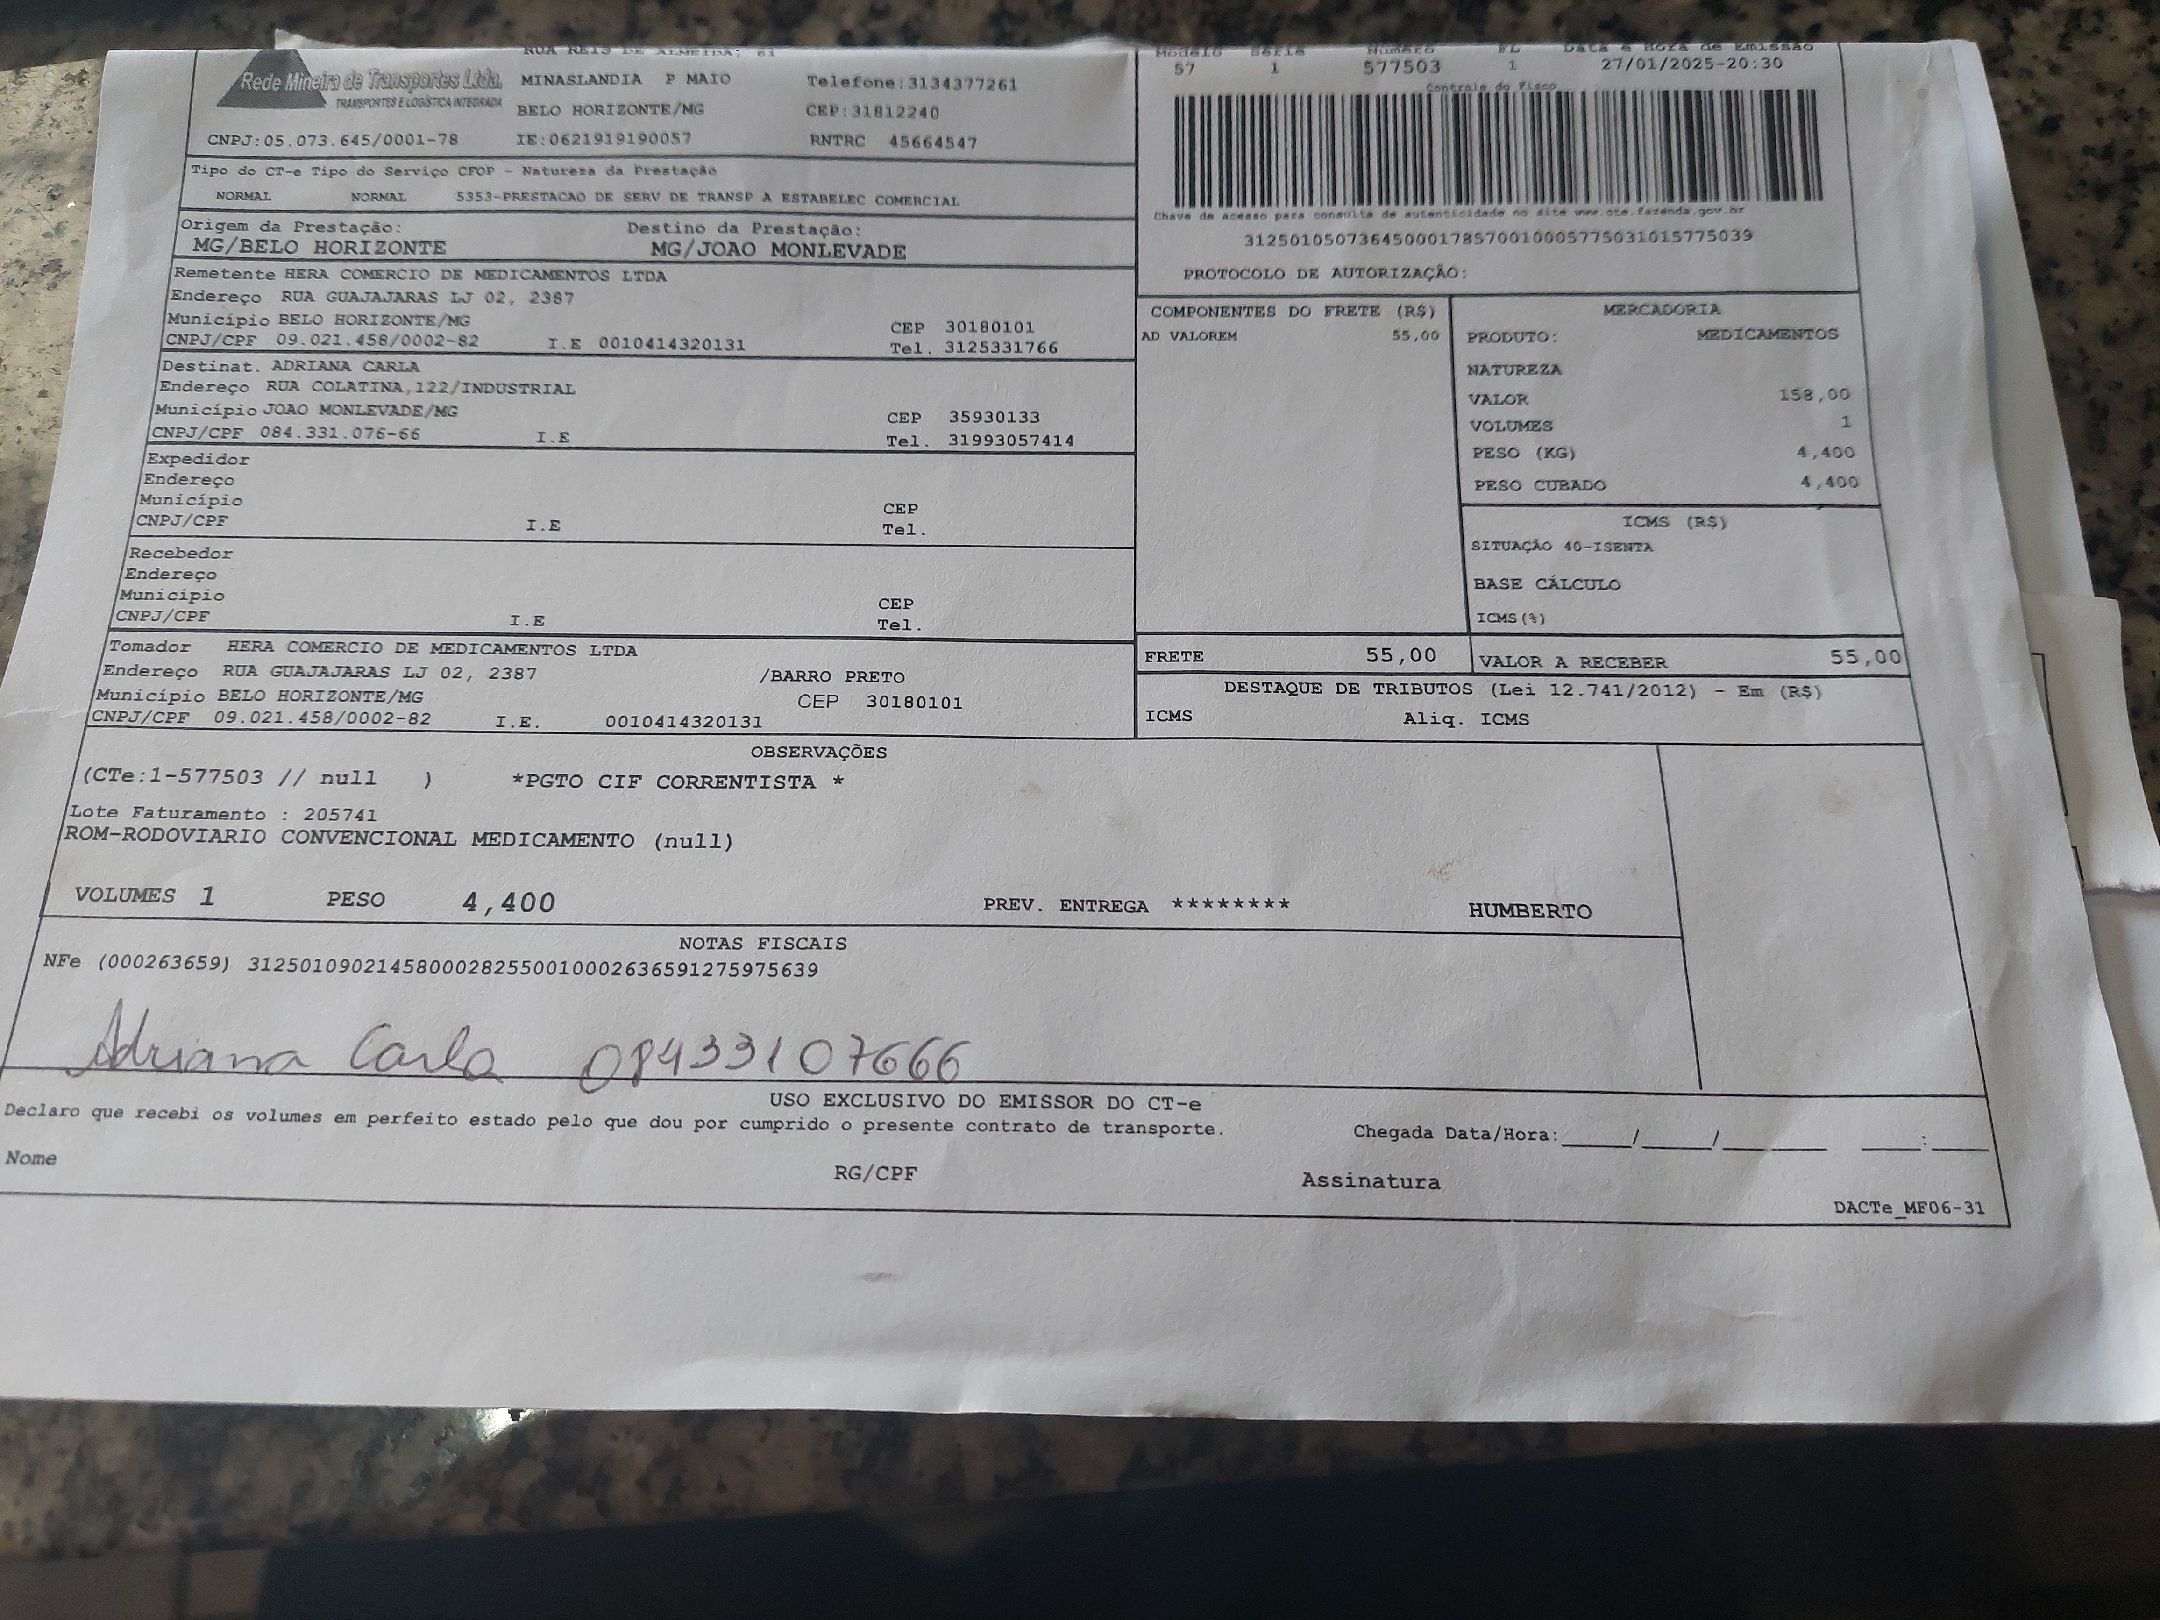 RUA REIS DE ALMEIDA, 61
Rede Mineira de Transportes Ltda.
TRANSPORTES E LOGÍSTICA INTEGRADA
MINASLANDIA P MAIO Telefone:3134377261
BELO HORIZONTE/MG CEP:31812240
CNPJ:05.073.645/0001-78 IE:0621919190057 RNTRC 45664547
Modelo Série Número FL Data e Hora de Emissão
57 1 577503 1 27/01/2025-20:30
Controle do Fisco
Chave de acesso para consulta de autenticidade no site www.cte.fazenda.gov.br
31250105073645000178570010005775031015775039
PROTOCOLO DE AUTORIZAÇÃO:
Tipo do CT-e Tipo do Serviço CFOP - Natureza da Prestação
NORMAL NORMAL 5353-PRESTACAO DE SERV DE TRANSP A ESTABELEC COMERCIAL
Origem da Prestação: Destino da Prestação:
MG/BELO HORIZONTE MG/JOAO MONLEVADE
Remetente HERA COMERCIO DE MEDICAMENTOS LTDA
Endereço RUA GUAJAJARAS LJ 02, 2387
Município BELO HORIZONTE/MG CEP 30180101
CNPJ/CPF 09.021.458/0002-82 I.E 0010414320131 Tel. 3125331766
Destinat. ADRIANA CARLA
Endereço RUA COLATINA,122/INDUSTRIAL
Município JOAO MONLEVADE/MG CEP 35930133
CNPJ/CPF 084.331.076-66 I.E Tel. 31993057414
Expedidor
Endereço
Município CEP
CNPJ/CPF I.E Tel.
Recebedor
Endereço
Município CEP
CNPJ/CPF I.E Tel.
Tomador HERA COMERCIO DE MEDICAMENTOS LTDA
Endereço RUA GUAJAJARAS LJ 02, 2387 /BARRO PRETO
Município BELO HORIZONTE/MG CEP 30180101
CNPJ/CPF 09.021.458/0002-82 I.E. 0010414320131
COMPONENTES DO FRETE (R$)
AD VALOREM 55,00
MERCADORIA
PRODUTO: MEDICAMENTOS
NATUREZA
VALOR 158,00
VOLUMES 1
PESO (KG) 4,400
PESO CUBADO 4,400
ICMS (R$)
SITUAÇÃO 40-ISENTA
BASE CÁLCULO
ICMS(%)
FRETE 55,00 VALOR A RECEBER 55,00
DESTAQUE DE TRIBUTOS (Lei 12.741/2012) - Em (R$)
ICMS Aliq. ICMS
OBSERVAÇÕES
(CTe:1-577503 // null ) *PGTO CIF CORRENTISTA *
Lote Faturamento : 205741
ROM-RODOVIARIO CONVENCIONAL MEDICAMENTO (null)
VOLUMES 1 PESO 4,400 PREV. ENTREGA ******** HUMBERTO
NOTAS FISCAIS
NFe (000263659) 31250109021458000282550010002636591275975639
Adriana Carla 08433107666
USO EXCLUSIVO DO EMISSOR DO CT-e
Declaro que recebi os volumes em perfeito estado pelo que dou por cumprido o presente contrato de transporte. Chegada Data/Hora:_____/_____/_______ ____:____
Nome RG/CPF Assinatura
DACTe_MF06-31